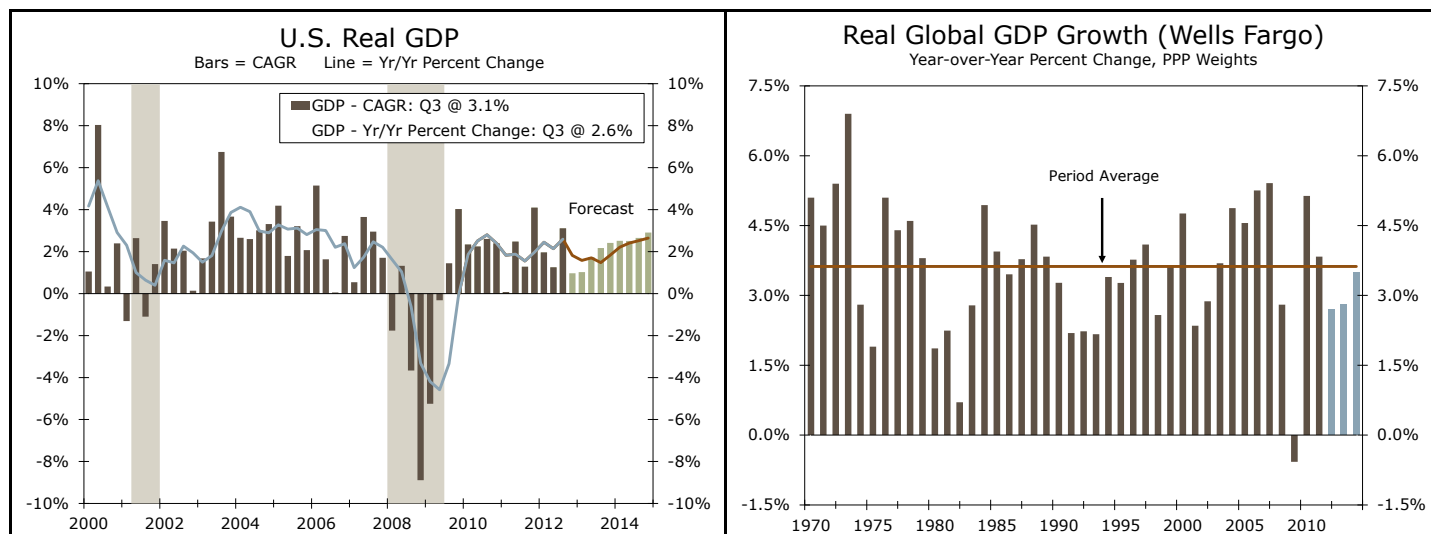 U.S. Real GDP
Bars = CAGR Line = Yr/Yr Percent Change
10% 10%
8% 8%
6% 6%
4% 4%
2% 2%
0% 0%
-2% -2%
-4% -4%
-6% -6%
-8% -8%
-10% -10%
GDP - CAGR: Q3 @ 3.1%
GDP - Yr/Yr Percent Change: Q3 @ 2.6%
Forecast
2000 2002 2004 2006 2008 2010 2012 2014
Real Global GDP Growth (Wells Fargo)
Year-over-Year Percent Change, PPP Weights
7.5% 7.5%
6.0% 6.0%
4.5% 4.5%
3.0% 3.0%
1.5% 1.5%
0.0% 0.0%
-1.5% -1.5%
Period Average
1970 1975 1980 1985 1990 1995 2000 2005 2010